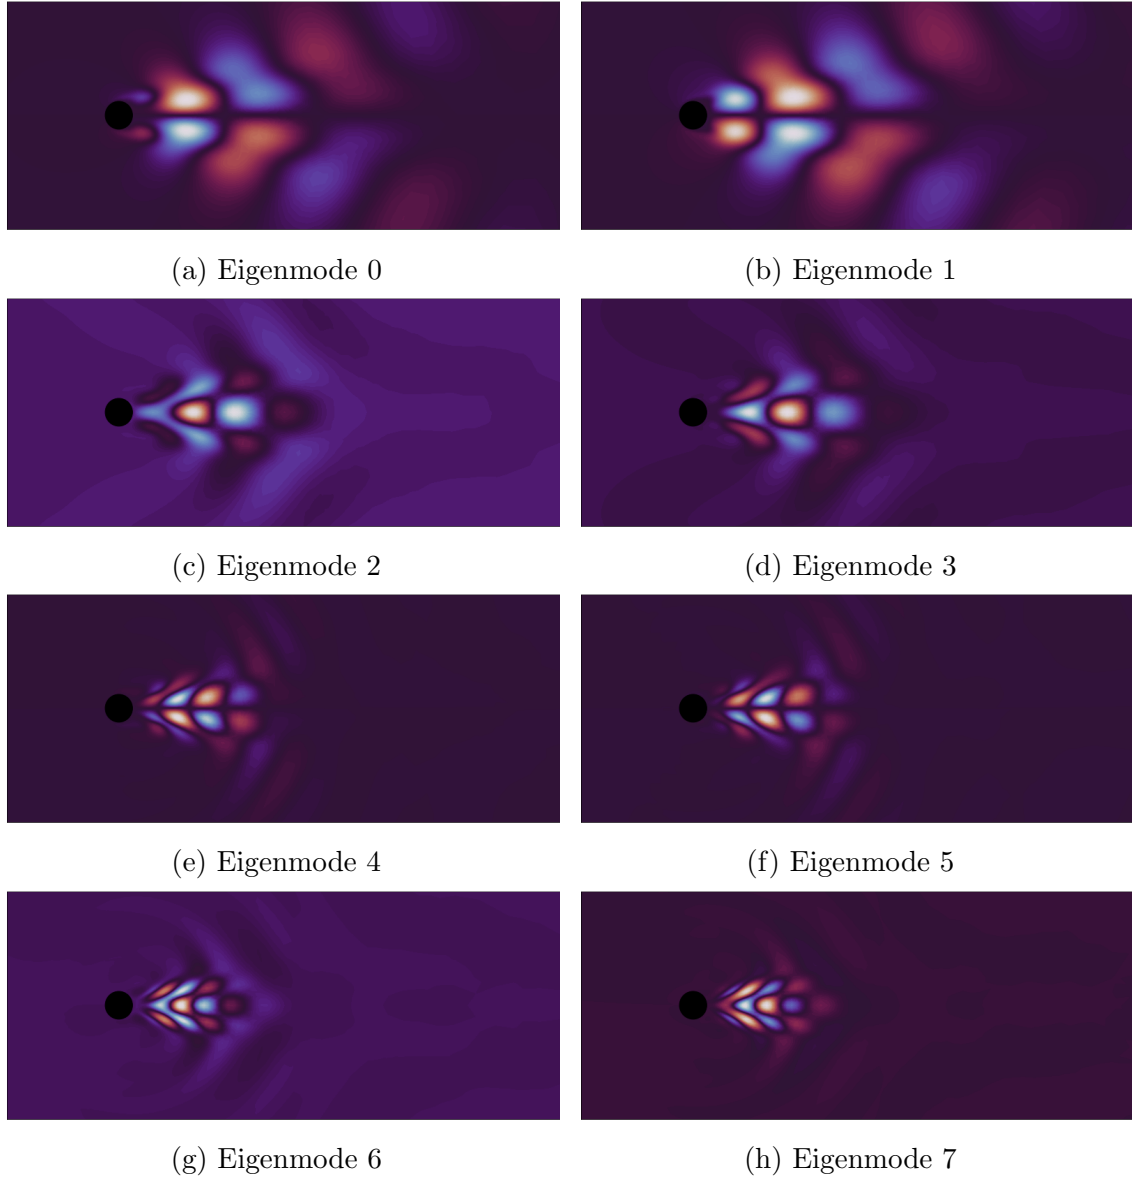 (a) Eigenmode 0
(b) Eigenmode 1
(c) Eigenmode 2
(d) Eigenmode 3
(e) Eigenmode 4
(f) Eigenmode 5
(g) Eigenmode 6
(h) Eigenmode 7